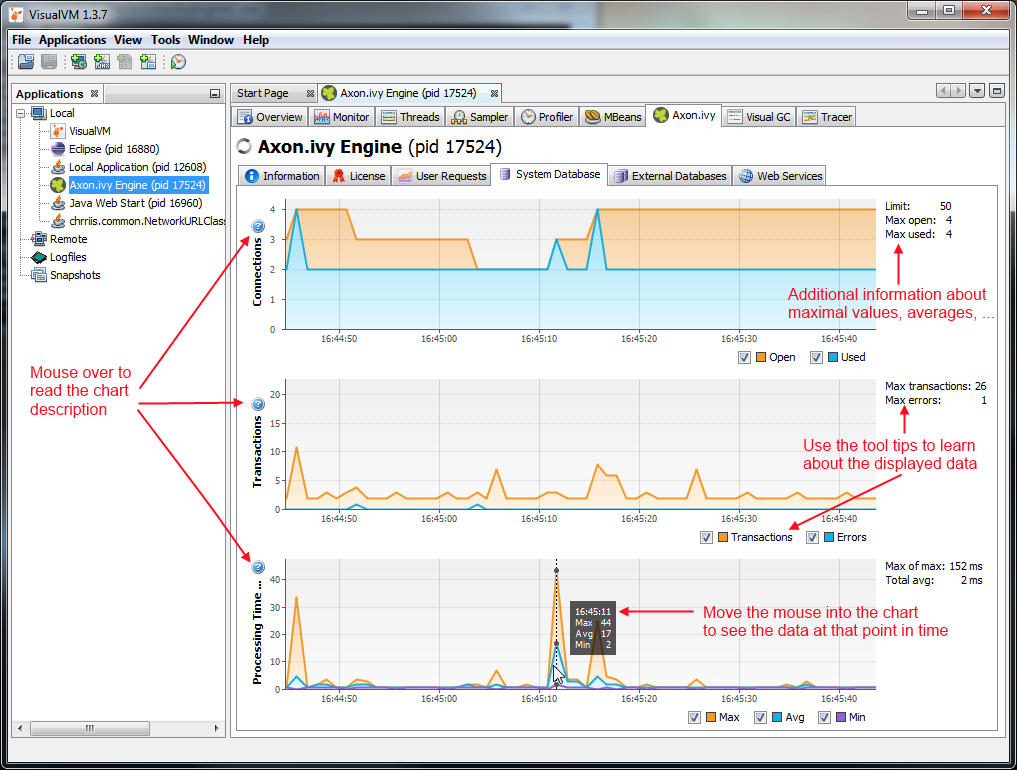 VisualVM 1.3.7
File Applications View Tools Window Help
Applications
Start Page
Axon.ivy Engine (pid 17524)
Local
VisualVM
Eclipse (pid 16880)
Local Application (pid 12608)
Axon.ivy Engine (pid 17524)
Java Web Start (pid 16960)
chrriis.common.NetworkURLClas
Remote
Logfiles
Snapshots
Overview Monitor Threads Sampler Profiler MBeans Axon.ivy Visual GC Tracer
Axon.ivy Engine (pid 17524)
Information License User Requests System Database External Databases Web Services
Connections
4
3
2
1
0
16:44:50 16:45:00 16:45:10 16:45:20 16:45:30 16:45:40
Open Used
Limit: 50
Max open: 4
Max used: 4
Additional information about
maximal values, averages, ...
Mouse over to
read the chart
description
Transactions
20
15
10
5
0
16:44:50 16:45:00 16:45:10 16:45:20 16:45:30 16:45:40
Transactions Errors
Max transactions: 26
Max errors: 1
Use the tool tips to learn
about the displayed data
Processing Time ...
40
30
20
10
0
16:44:50 16:45:00 16:45:10 16:45:20 16:45:30 16:45:40
16:45:11
Max 44
Avg 17
Min 2
Max Avg Min
Max of max: 152 ms
Total avg: 2 ms
Move the mouse into the chart
to see the data at that point in time